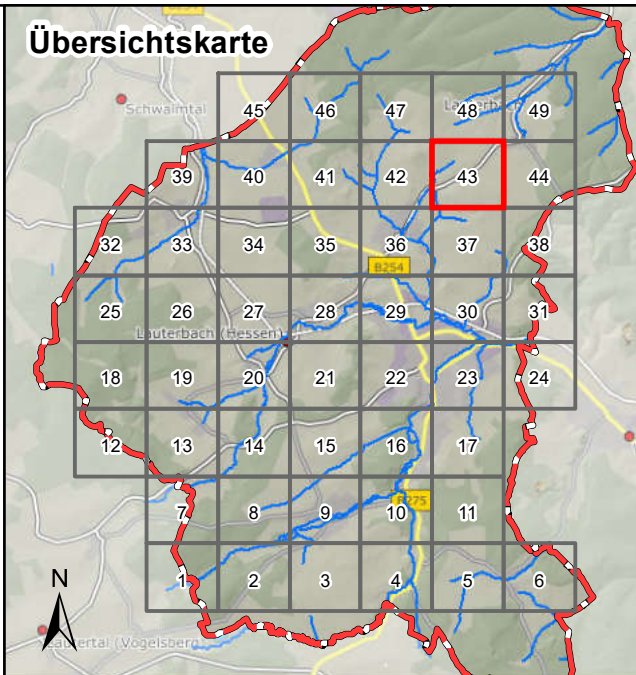 Übersichtskarte
Schwalmtal
45 46 47 48 49
39 40 41 42 43 44
32 33 34 35 36 37 38
B254
25 26 27 28 29 30 31
Lauterbach (Hessen)
18 19 20 21 22 23 24
12 13 14 15 16 17
7 8 9 10 11
B275
1 2 3 4 5 6
N
Lautertal (Vogelsberg)